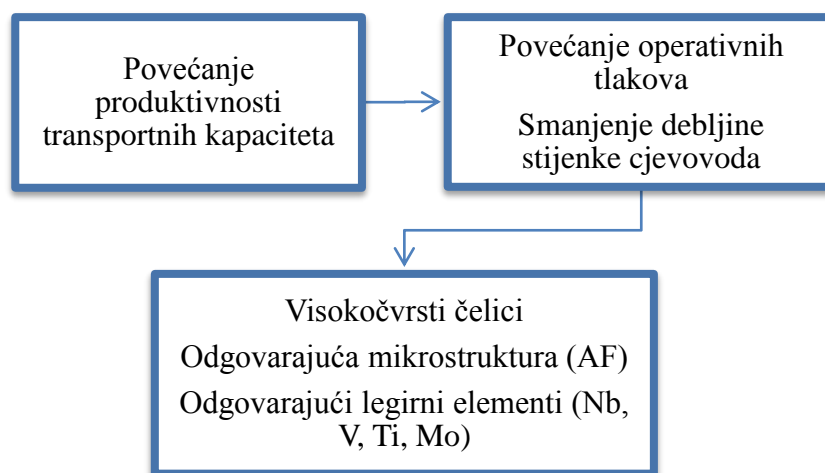 Povećanje
produktivnosti
transportnih kapaciteta
Povećanje operativnih
tlakova
Smanjenje debljine
stijenke cjevovoda
Visokočvrsti čelici
Odgovarajuća mikrostruktura (AF)
Odgovarajući legirni elementi (Nb,
V, Ti, Mo)